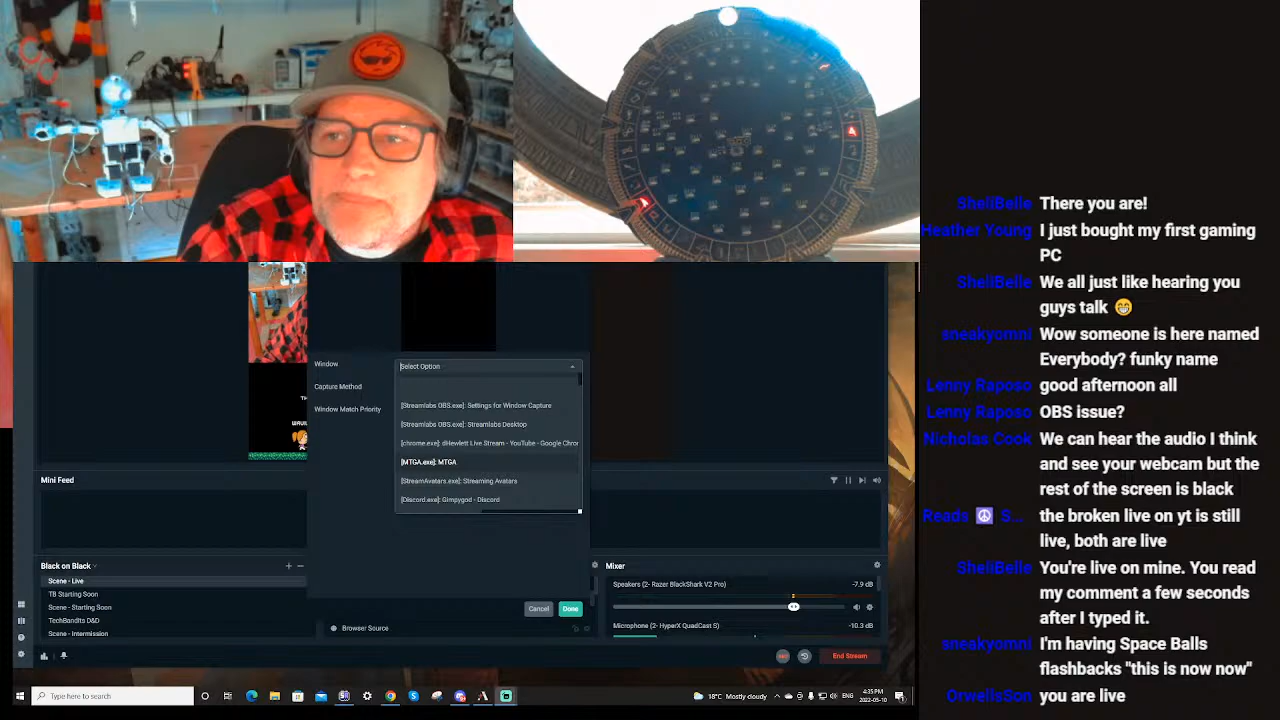 SheliBelle There you are!
Heather Young I just bought my first gaming
PC
SheliBelle We all just like hearing you
guys talk 😁
sneakyomni Wow someone is here named
Everybody? funky name
Lenny Raposo good afternoon all
Lenny Raposo OBS issue?
Nicholas Cook We can hear the audio I think
and see your webcam but the
rest of the screen is black
Reads ☮ S... the broken live on yt is still
live, both are live
SheliBelle You're live on mine. You read
my comment a few seconds
after I typed it.
sneakyomni I'm having Space Balls
flashbacks "this is now now"
OrwellsSon you are live
Window
Select Option
Capture Method
Window Match Priority
[Streamlabs OBS.exe]: Settings for Window Capture
[Streamlabs OBS.exe]: Streamlabs Desktop
[chrome.exe]: dHewlett Live Stream - YouTube - Google Chro
[MTGA.exe]: MTGA
[StreamAvatars.exe]: Streaming Avatars
[Discord.exe]: Gimpygod - Discord
Mini Feed
Black on Black
Scene - Live
TB Starting Soon
Scene - Starting Soon
TechBandits D&D
Scene - Intermission
Cancel
Done
Browser Source
Mixer
Speakers (2- Razer BlackShark V2 Pro) -7.9 dB
Microphone (2- HyperX QuadCast S) -10.3 dB
End Stream
Type here to search
18°C Mostly cloudy
ENG
4:35 PM
2022-05-10